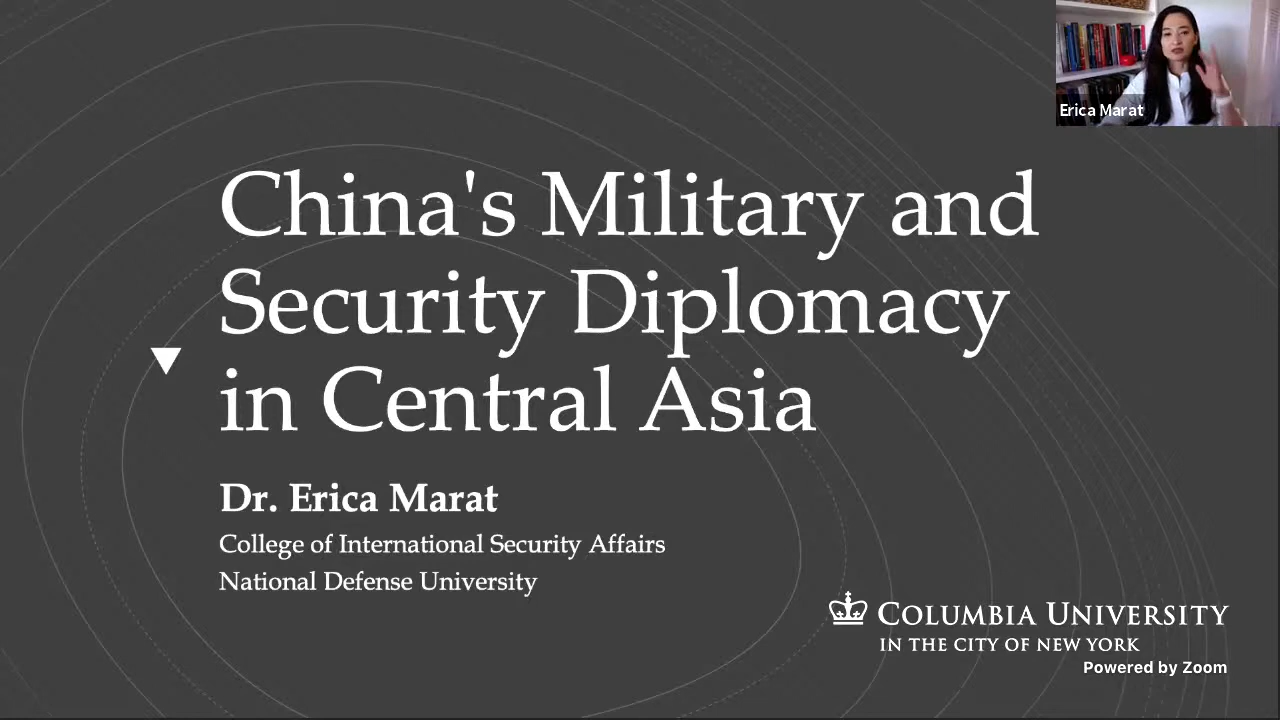 Erica Marat
China's Military and
Security Diplomacy
in Central Asia
Dr. Erica Marat
College of International Security Affairs
National Defense University
COLUMBIA UNIVERSITY
IN THE CITY OF NEW YORK
Powered by Zoom